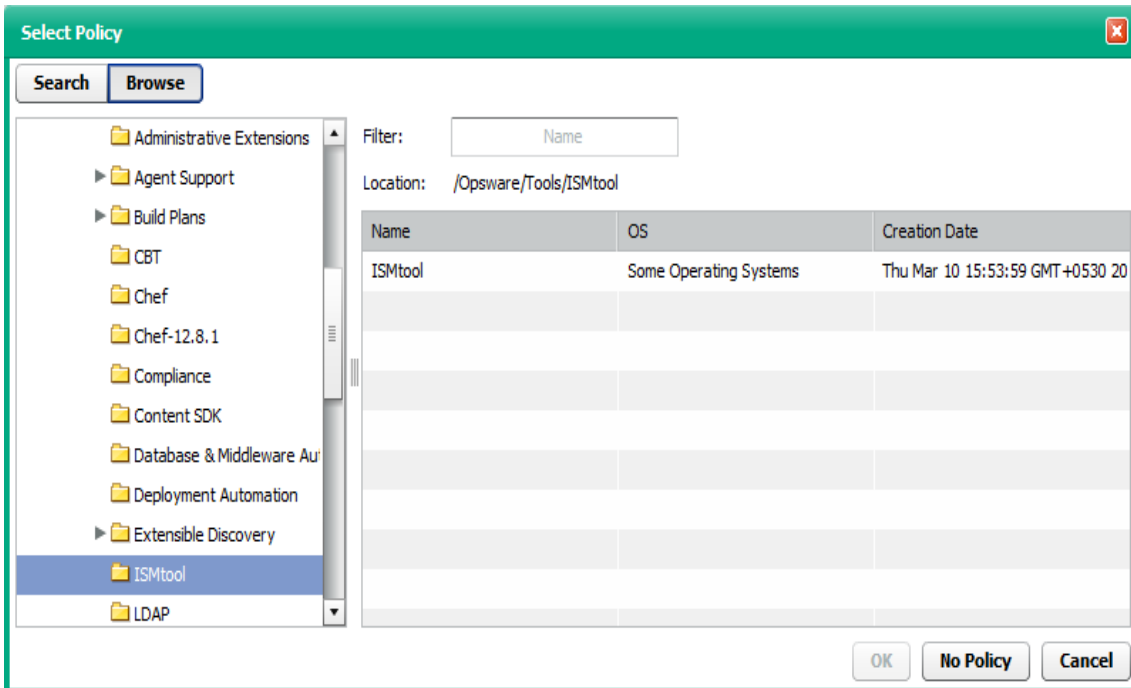 Select Policy
Search Browse
Administrative Extensions
Agent Support
Build Plans
CBT
Chef
Chef-12.8.1
Compliance
Content SDK
Database & Middleware Au
Deployment Automation
Extensible Discovery
ISMtool
LDAP
Filter: Name
Location: /Opsware/Tools/ISMtool
Name OS Creation Date
ISMtool Some Operating Systems Thu Mar 10 15:53:59 GMT+0530 20
OK No Policy Cancel